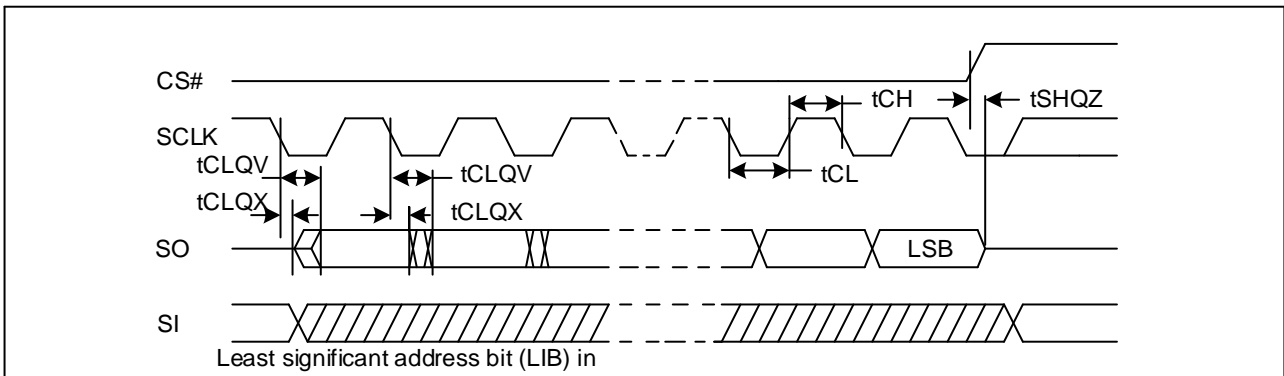 CS#
tCH
tSHQZ
SCLK
tCLQV
tCLQV
tCL
tCLQX
tCLQX
SO
LSB
SI
Least significant address bit (LIB) in